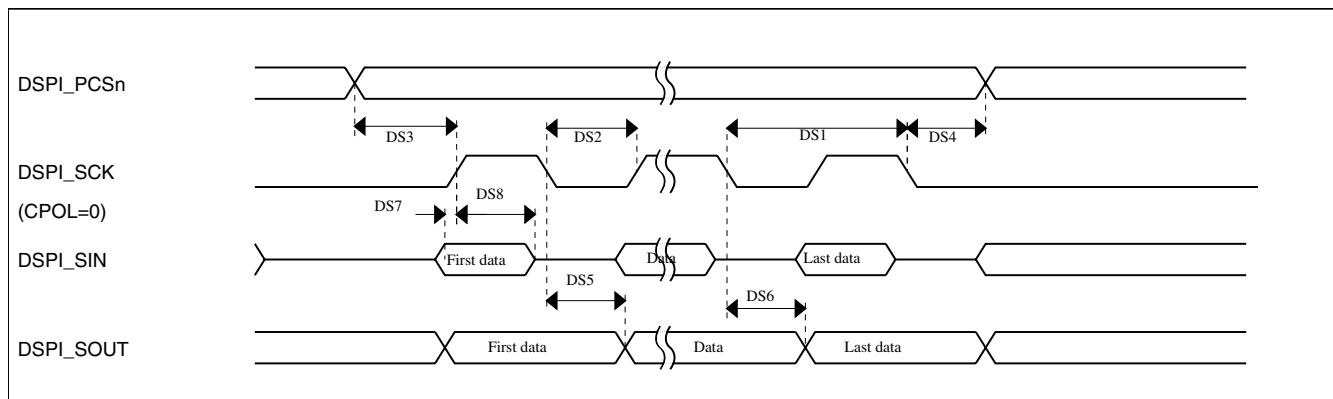 DSPI_PCSn
DS3
DS2
DS1
DS4
DSPI_SCK
(CPOL=0)
DS7
DS8
DSPI_SIN
First data
Data
Last data
DS5
DS6
DSPI_SOUT
First data
Data
Last data